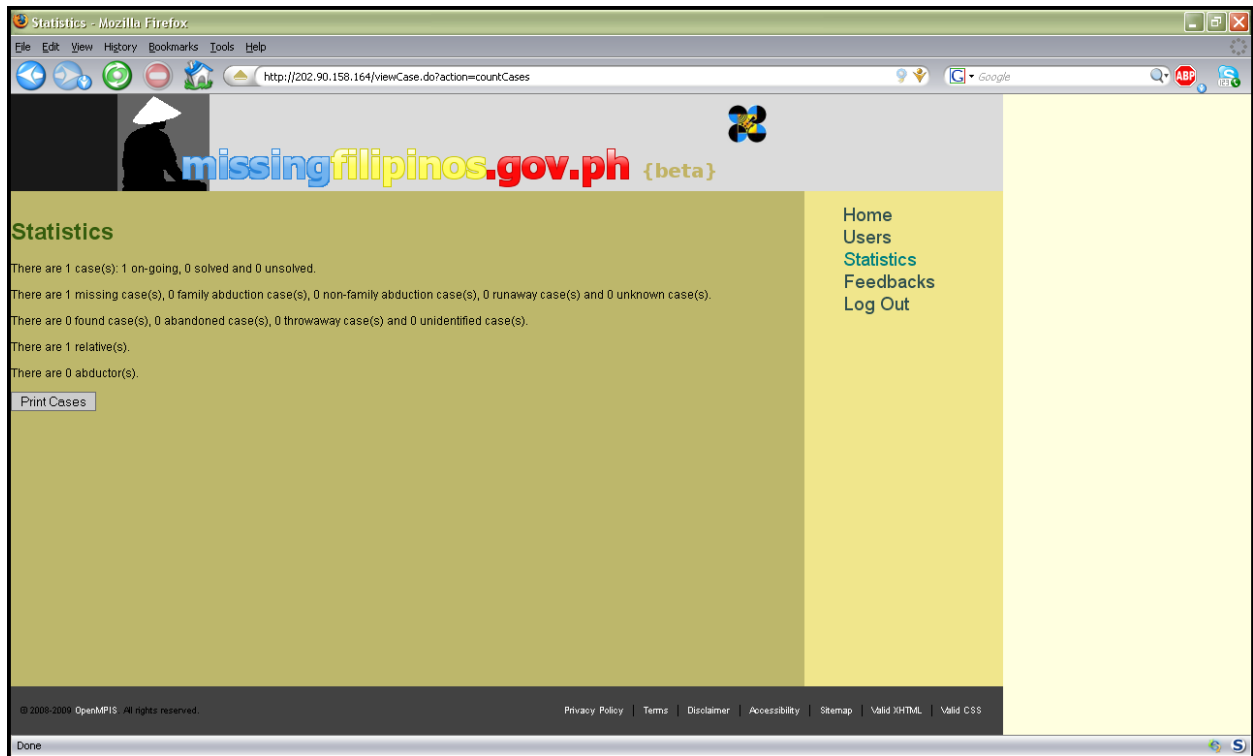 Statistics - Mozilla Firefox
File Edit View History Bookmarks Tools Help
http://202.90.158.164/viewCase.do?action=countCases
G Google
ABP
missingfilipinos.gov.ph {beta}
Statistics
There are 1 case(s): 1 on-going, 0 solved and 0 unsolved.
There are 1 missing case(s), 0 family abduction case(s), 0 non-family abduction case(s), 0 runaway case(s) and 0 unknown case(s).
There are 0 found case(s), 0 abandoned case(s), 0 throwaway case(s) and 0 unidentified case(s).
There are 1 relative(s).
There are 0 abductor(s).
Print Cases
Home
Users
Statistics
Feedbacks
Log Out
© 2008-2009 OpenMPIS. All rights reserved.
Privacy Policy | Terms | Disclaimer | Accessibility | Sitemap | Valid XHTML | Valid CSS
Done
S